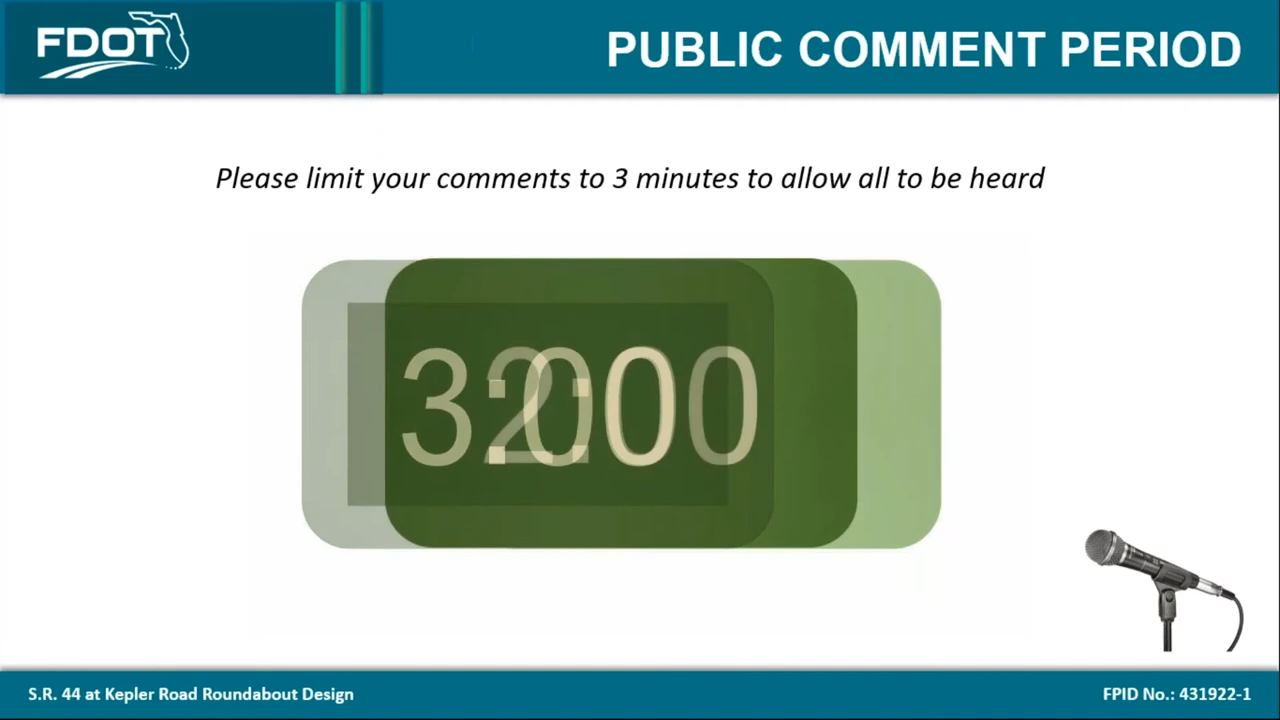 FDOT
PUBLIC COMMENT PERIOD
Please limit your comments to 3 minutes to allow all to be heard
S.R. 44 at Kepler Road Roundabout Design
FPID No.: 431922-1